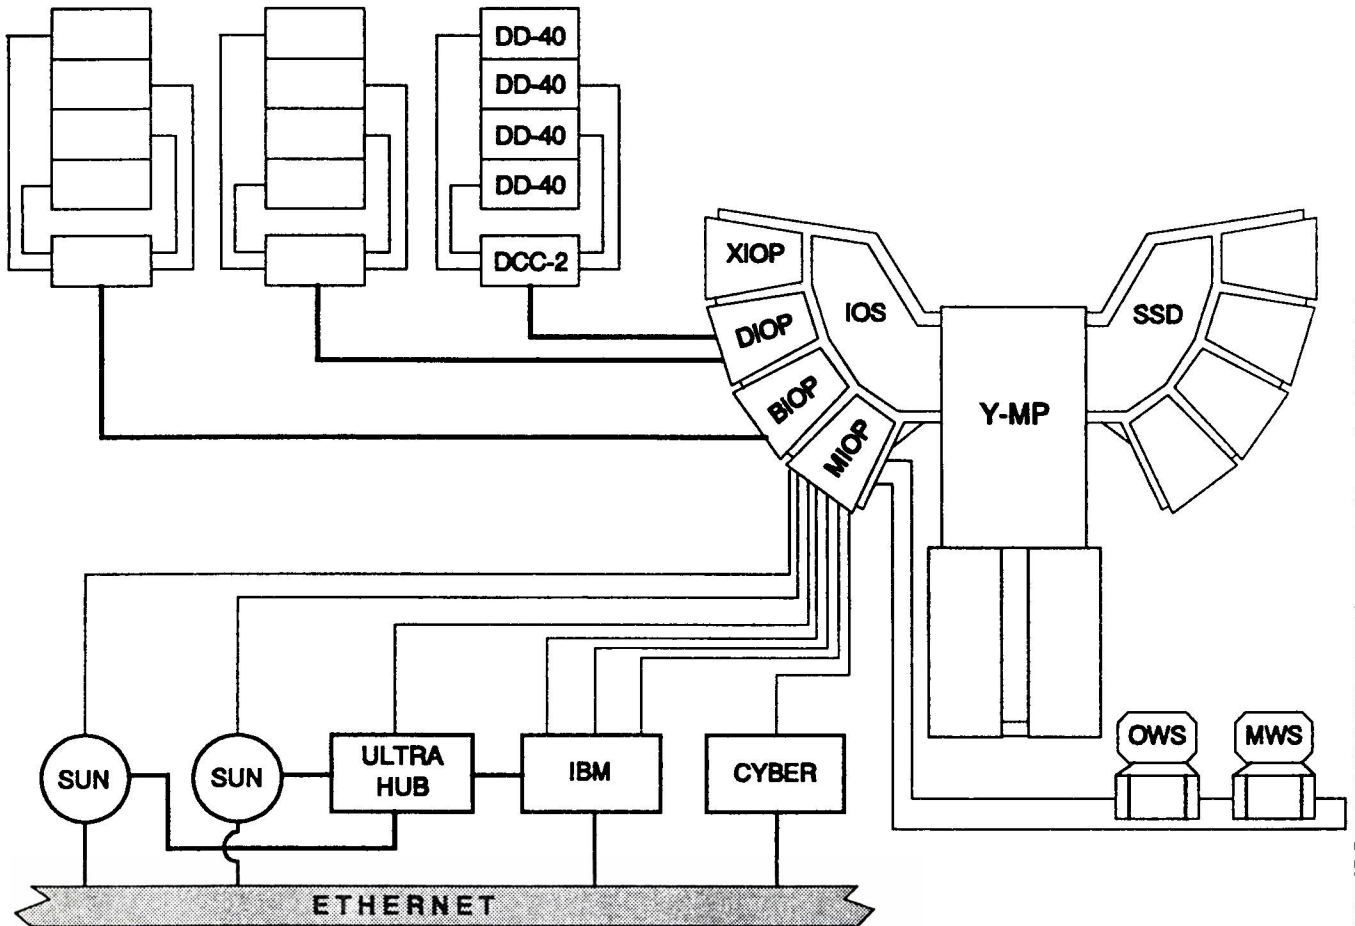 DD-40
DD-40
DD-40
DD-40
DCC-2
XIOP
DIOP
BIOP
MIOP
IOS
Y-MP
SSD
OWS
MWS
SUN
SUN
ULTRA
HUB
IBM
CYBER
ETHERNET